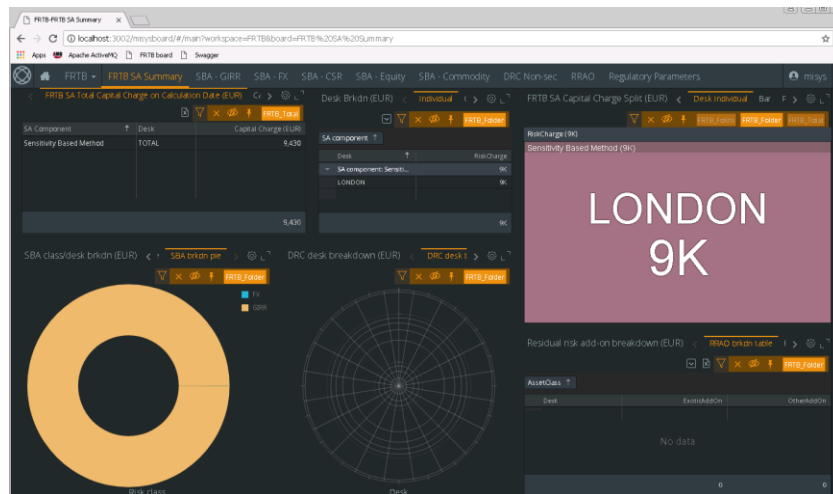 FRTB-FRTB SA Summary
localhost:3002/misysboard/#/main?workspace=FRTB&board=FRTB%20SA%20Summary
Apps Apache ActiveMQ FRTB board Swagger
FRTB FRTB SA Summary SBA - GIRR SBA - FX SBA - CSR SBA - Equity SBA - Commodity DRC Non-sec RRAO Regulatory Parameters misys
FRTB SA Total Capital Charge on Calculation Date (EUR)
FRTB_Total
SA Component Desk Capital Charge (EUR)
Sensitivity Based Method TOTAL 9,430
9,430
Desk Brkdn (EUR) Individual
FRTB_Folder
SA component
Desk RiskCharge
SA component: Sensiti... 9K
LONDON 9K
9K
FRTB SA Capital Charge Split (EUR) Desk Individual Bar
FRTB_Folder FRTB_Total
RiskCharge (9K)
Sensitivity Based Method (9K)
LONDON
9K
SBA class/desk brkdn (EUR) SBA brkdn pie
FRTB_Folder
FX
GIRR
Risk class
DRC desk breakdown (EUR) DRC desk
FRTB_Folder
Desk
Residual risk add-on breakdown (EUR) RRAO brkdn table
FRTB_Folder
AssetClass
Desk ExoticAddOn OtherAddOn
No data
0 0